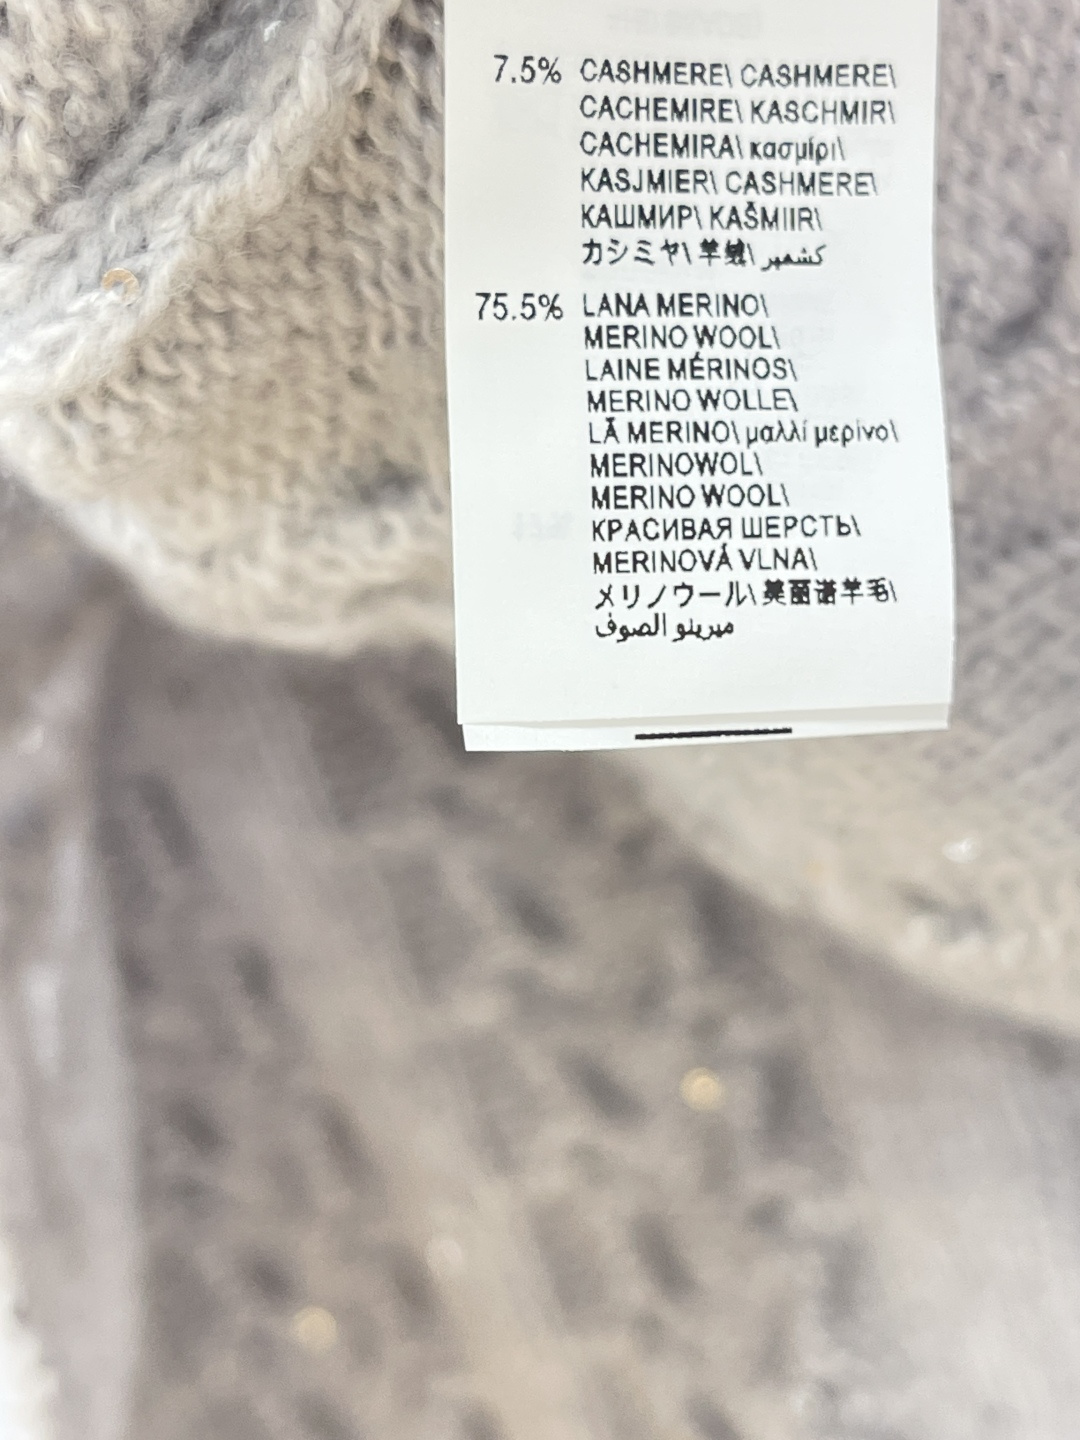 7.5% CASHMERE\ CASHMERE\
CACHEMIRE\ KASCHMIR\
CACHEMIRA\ κασμίρι\
KASJMIER\ CASHMERE\
КАШМИР\ KAŠMIIR\
カシミヤ\ 羊绒\ كشمير
75.5% LANA MERINO\
MERINO WOOL\
LAINE MÉRINOS\
MERINO WOLLE\
LÃ MERINO\ μαλλί μερίνο\
MERINOWOL\
MERINO WOOL\
КРАСИВАЯ ШЕРСТЬ\
MERINOVÁ VLNA\
メリノウール\ 美丽诺羊毛\
ميرينو الصوف